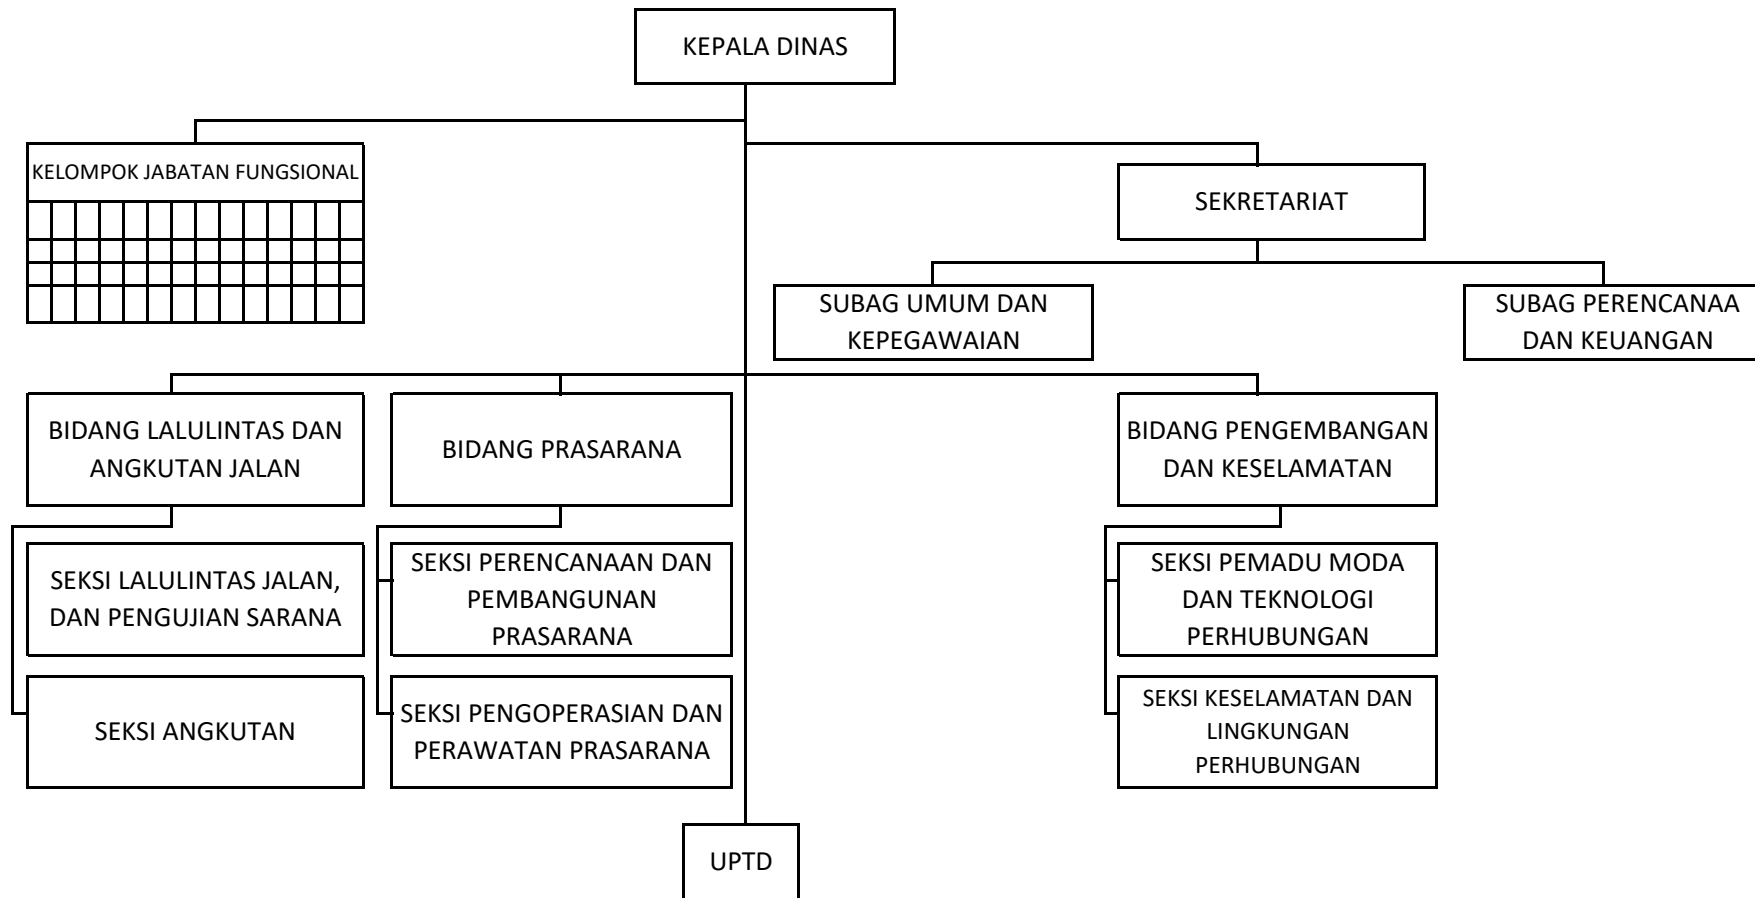 KEPALA DINAS
KELOMPOK JABATAN FUNGSIONAL
SEKRETARIAT
SUBAG UMUM DAN
KEPEGAWAIAN
SUBAG PERENCANAA
DAN KEUANGAN
BIDANG LALULINTAS DAN
ANGKUTAN JALAN
BIDANG PRASARANA
BIDANG PENGEMBANGAN
DAN KESELAMATAN
SEKSI LALULINTAS JALAN,
DAN PENGUJIAN SARANA
SEKSI PERENCANAAN DAN
PEMBANGUNAN
PRASARANA
SEKSI PEMADU MODA
DAN TEKNOLOGI
PERHUBUNGAN
SEKSI ANGKUTAN
SEKSI PENGOPERASIAN DAN
PERAWATAN PRASARANA
SEKSI KESELAMATAN DAN
LINGKUNGAN
PERHUBUNGAN
UPTD